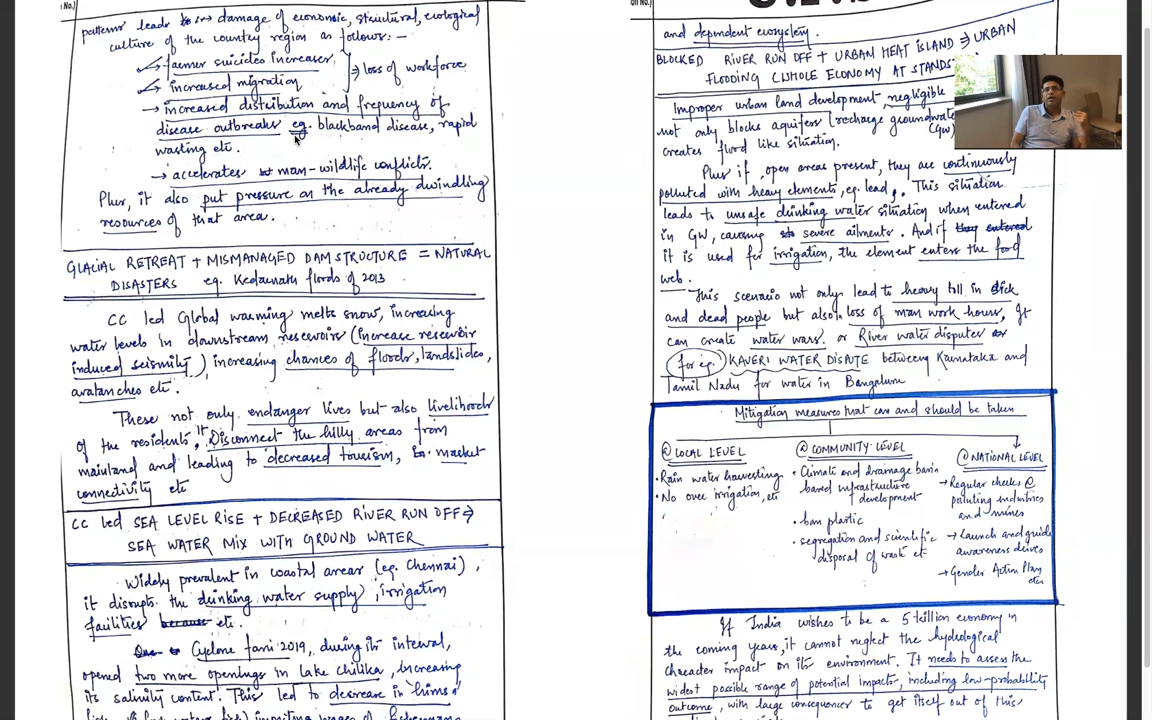 n No.)
patterns leads to damage of economic, structural, ecological
culture of the country region as follows: -
farmer suicides increases
increased migration
loss of workforce
→ increased distribution and frequency of
disease outbreaks eg. blackband disease, rapid
wasting etc.
→ accelerates man-wildlife conflicts.
Plus, it also put pressure on the already dwindling
resources of that area.
GLACIAL RETREAT + MISMANAGED DAM STRUCTURE = NATURAL
DISASTERS eg. Kedarnath floods of 2013
CC led Global warming melts snow, increasing
water levels in downstream reservoirs (increase reservoir
induced seismity), increasing chances of floods, landslides,
avalanches etc.
These not only endanger lives but also livelihoods
of the residents. It Disconnect the hilly areas from
mainland and leading to decreased tourism, market
connectivity etc
CC led SEA LEVEL RISE + DECREASED RIVER RUN OFF ⇒
SEA WATER MIX WITH GROUND WATER
Widely prevalent in coastal areas (eg. Chennai),
it disrupts the drinking water supply, irrigation
facilities because etc.
Cyclone fani 2019, during its interval,
opened two more openings in lake chilika, increasing
its salinity content. This led to decrease in
on No.)
and dependent ecosystem.
BLOCKED RIVER RUN OFF + URBAN HEAT ISLAND ⇒ URBAN
FLOODING (WHOLE ECONOMY AT STANDS
Improper urban land development, negligible
not only blocks aquifers (recharge groundwater
(GW)
creates flood like situation.
Plus if open areas present, they are continuously
polluted with heavy elements, eg. lead,. This situation
leads to unsafe drinking water situation when entered
in GW, causing severe ailments. And if they entered
it is used for irrigation, the element enters the food
web.
This scenario not only lead to heavy toll in sick
and dead people but also loss of man work hours, It
can create water wars. or River water disputes
for eg. KAVERI WATER DISPUTE between Karnataka and
Tamil Nadu for water in Bangalore
Mitigation measures that can and should be taken
@ LOCAL LEVEL
• Rain water harvesting
• No over irrigation, etc
@ COMMUNITY LEVEL
• Climate and drainage basin
based infrastructure
development
• ban plastic
• segregation and scientific
disposal of waste etc
@ NATIONAL LEVEL
→ Regular checks @
polluting industries
and mines
→ Launch and guide
awareness drives
→ Gender Action Plan
etc
If India wishes to be a 5 trillion economy in
the coming years, it cannot neglect the hydrological
character impact on its environment. It needs to assess the
widest possible range of potential impacts, including low-probability
outcome, with large consequences to get itself out of this